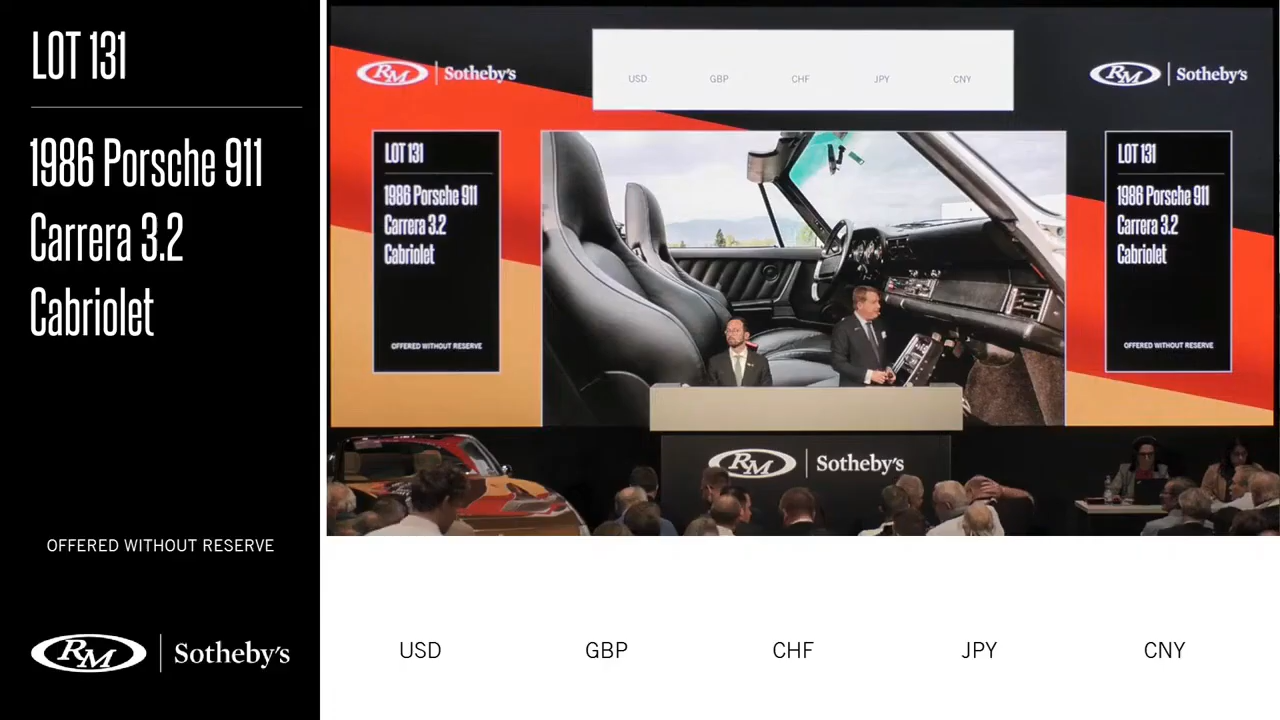 LOT 131
1986 Porsche 911
Carrera 3.2
Cabriolet
OFFERED WITHOUT RESERVE
RM Sotheby's
RM Sotheby's
USD GBP CHF JPY CNY
RM Sotheby's
LOT 131
1986 Porsche 911
Carrera 3.2
Cabriolet
OFFERED WITHOUT RESERVE
LOT 131
1986 Porsche 911
Carrera 3.2
Cabriolet
OFFERED WITHOUT RESERVE
RM Sotheby's
USD GBP CHF JPY CNY